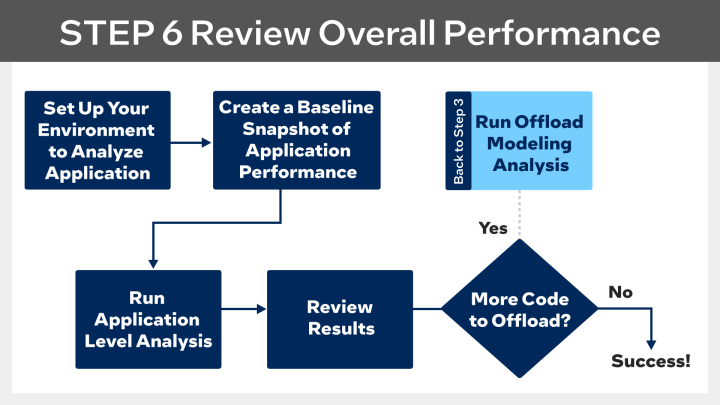 STEP 6 Review Overall Performance
Set Up Your
Environment
to Analyze
Application
Create a Baseline
Snapshot of
Application
Performance
Back to Step 3
Run Offload
Modeling
Analysis
Yes
Run
Application
Level Analysis
Review
Results
More Code
to Offload?
No
Success!